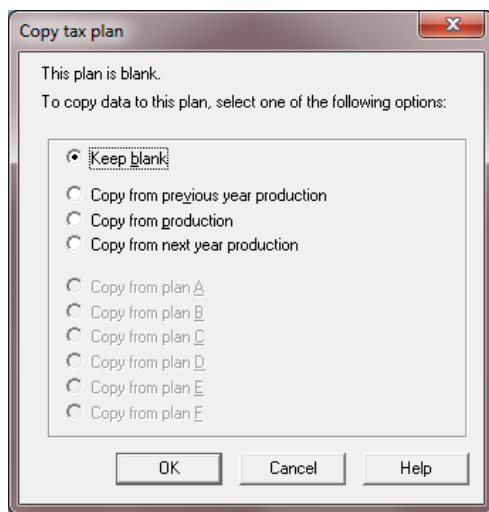 Copy tax plan
This plan is blank.
To copy data to this plan, select one of the following options:
Keep blank
Copy from previous year production
Copy from production
Copy from next year production
Copy from plan A
Copy from plan B
Copy from plan C
Copy from plan D
Copy from plan E
Copy from plan F
OK Cancel Help